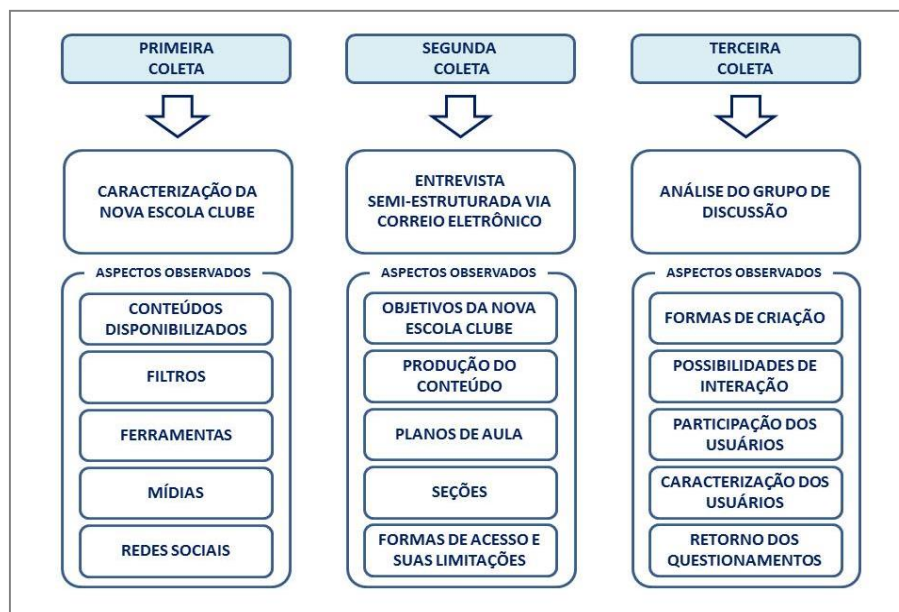 PRIMEIRA
COLETA
CARACTERIZAÇÃO DA
NOVA ESCOLA CLUBE
ASPECTOS OBSERVADOS
CONTEÚDOS
DISPONIBILIZADOS
FILTROS
FERRAMENTAS
MÍDIAS
REDES SOCIAIS
SEGUNDA
COLETA
ENTREVISTA
SEMI-ESTRUTURADA VIA
CORREIO ELETRÔNICO
ASPECTOS OBSERVADOS
OBJETIVOS DA NOVA
ESCOLA CLUBE
PRODUÇÃO DO
CONTEÚDO
PLANOS DE AULA
SEÇÕES
FORMAS DE ACESSO E
SUAS LIMITAÇÕES
TERCEIRA
COLETA
ANÁLISE DO GRUPO DE
DISCUSSÃO
ASPECTOS OBSERVADOS
FORMAS DE CRIAÇÃO
POSSIBILIDADES DE
INTERAÇÃO
PARTICIPAÇÃO DOS
USUÁRIOS
CARACTERIZAÇÃO DOS
USUÁRIOS
RETORNO DOS
QUESTIONAMENTOS